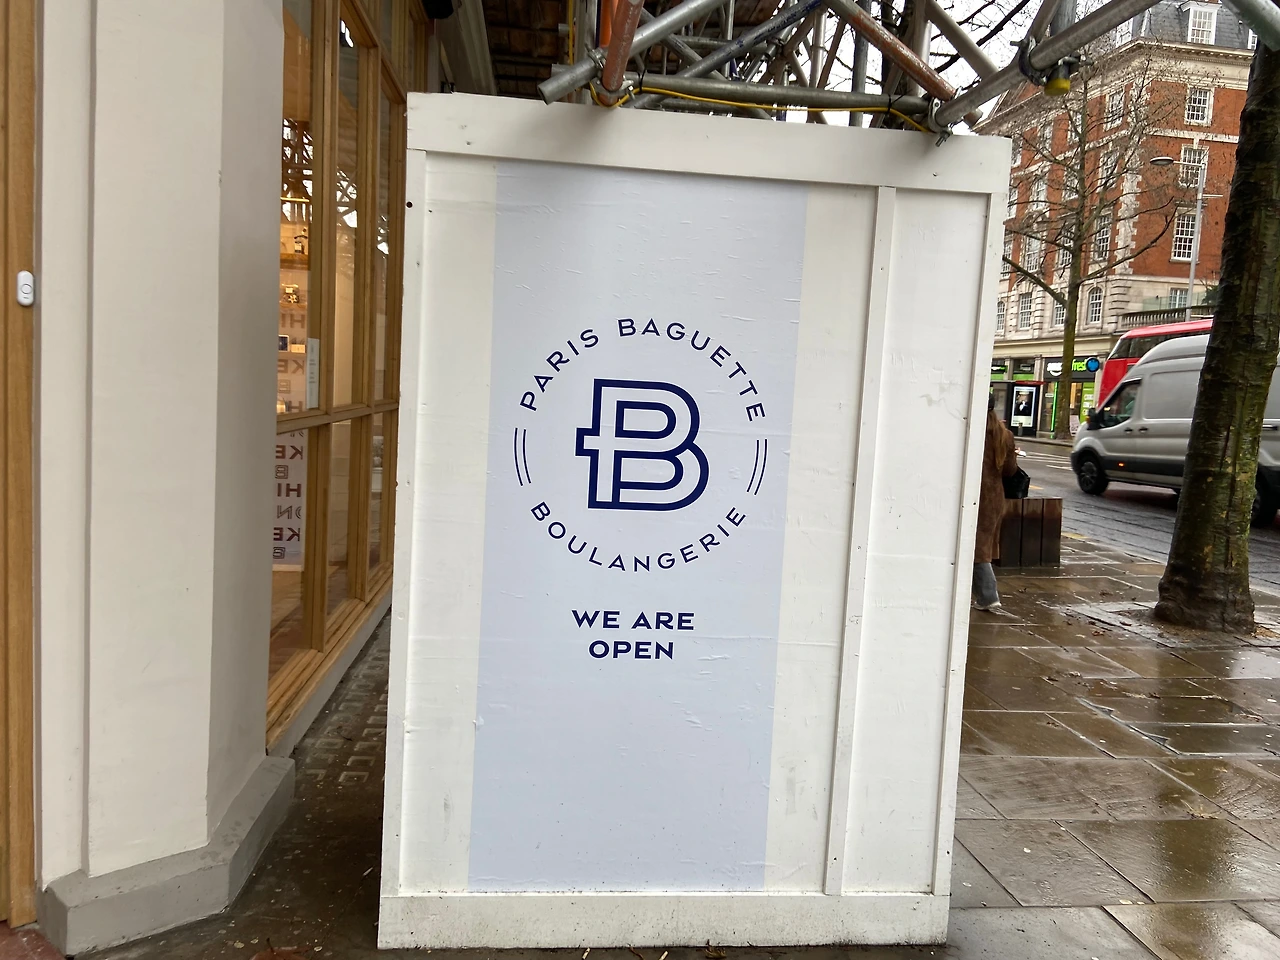 PARIS BAGUETTE
B
BOULANGERIE
WE ARE
OPEN